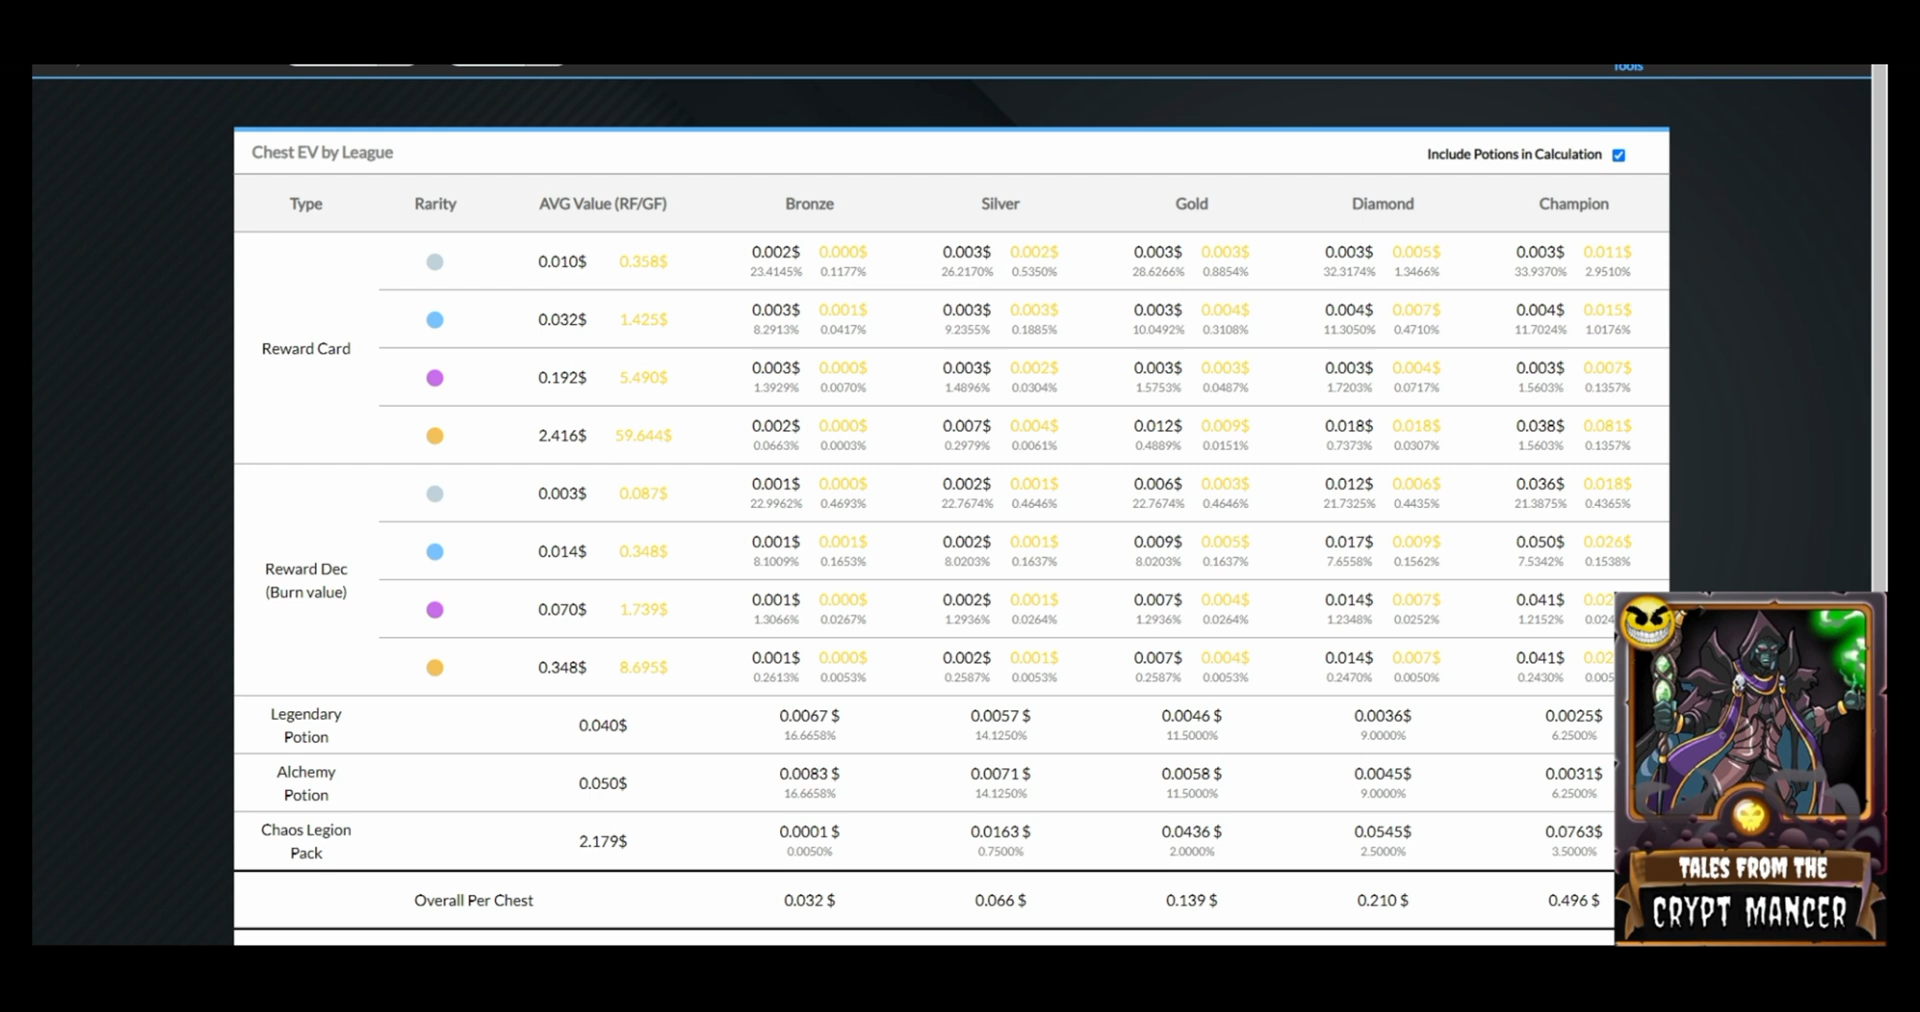 Tools
Chest EV by League
Include Potions in Calculation
Type Rarity AVG Value (RF/GF) Bronze Silver Gold Diamond Champion
Reward Card
0.010$ 0.358$ 0.002$ 0.000$ 0.003$ 0.002$ 0.003$ 0.003$ 0.003$ 0.005$ 0.003$ 0.011$
23.4145% 0.1177% 26.2170% 0.5350% 28.6266% 0.8854% 32.3174% 1.3466% 33.9370% 2.9510%
0.032$ 1.425$ 0.003$ 0.001$ 0.003$ 0.003$ 0.003$ 0.004$ 0.004$ 0.007$ 0.004$ 0.015$
8.2913% 0.0417% 9.2355% 0.1885% 10.0492% 0.3108% 11.3050% 0.4710% 11.7024% 1.0176%
0.192$ 5.490$ 0.003$ 0.000$ 0.003$ 0.002$ 0.003$ 0.003$ 0.003$ 0.004$ 0.003$ 0.007$
1.3929% 0.0070% 1.4896% 0.0304% 1.5753% 0.0487% 1.7203% 0.0717% 1.5603% 0.1357%
2.416$ 59.644$ 0.002$ 0.000$ 0.007$ 0.004$ 0.012$ 0.009$ 0.018$ 0.018$ 0.038$ 0.081$
0.0663% 0.0003% 0.2979% 0.0061% 0.4889% 0.0151% 0.7373% 0.0307% 1.5603% 0.1357%
Reward Dec
(Burn value)
0.003$ 0.087$ 0.001$ 0.000$ 0.002$ 0.001$ 0.006$ 0.003$ 0.012$ 0.006$ 0.036$ 0.018$
22.9962% 0.4693% 22.7674% 0.4646% 22.7674% 0.4646% 21.7325% 0.4435% 21.3875% 0.4365%
0.014$ 0.348$ 0.001$ 0.001$ 0.002$ 0.001$ 0.009$ 0.005$ 0.017$ 0.009$ 0.050$ 0.026$
8.1009% 0.1653% 8.0203% 0.1637% 8.0203% 0.1637% 7.6558% 0.1562% 7.5342% 0.1538%
0.070$ 1.739$ 0.001$ 0.000$ 0.002$ 0.001$ 0.007$ 0.004$ 0.014$ 0.007$ 0.041$
1.3066% 0.0267% 1.2936% 0.0264% 1.2936% 0.0264% 1.2348% 0.0252% 1.2152%
0.348$ 8.695$ 0.001$ 0.000$ 0.002$ 0.001$ 0.007$ 0.004$ 0.014$ 0.007$ 0.041$
0.2613% 0.0053% 0.2587% 0.0053% 0.2587% 0.0053% 0.2470% 0.0050% 0.2430%
Legendary
Potion
0.040$ 0.0067 $ 0.0057 $ 0.0046 $ 0.0036$ 0.0025$
16.6658% 14.1250% 11.5000% 9.0000% 6.2500%
Alchemy
Potion
0.050$ 0.0083 $ 0.0071 $ 0.0058 $ 0.0045$ 0.0031$
16.6658% 14.1250% 11.5000% 9.0000% 6.2500%
Chaos Legion
Pack
2.179$ 0.0001 $ 0.0163 $ 0.0436 $ 0.0545$ 0.0763$
0.0050% 0.7500% 2.0000% 2.5000% 3.5000%
Overall Per Chest 0.032 $ 0.066 $ 0.139 $ 0.210 $ 0.496 $
TALES FROM THE
CRYPT MANCER